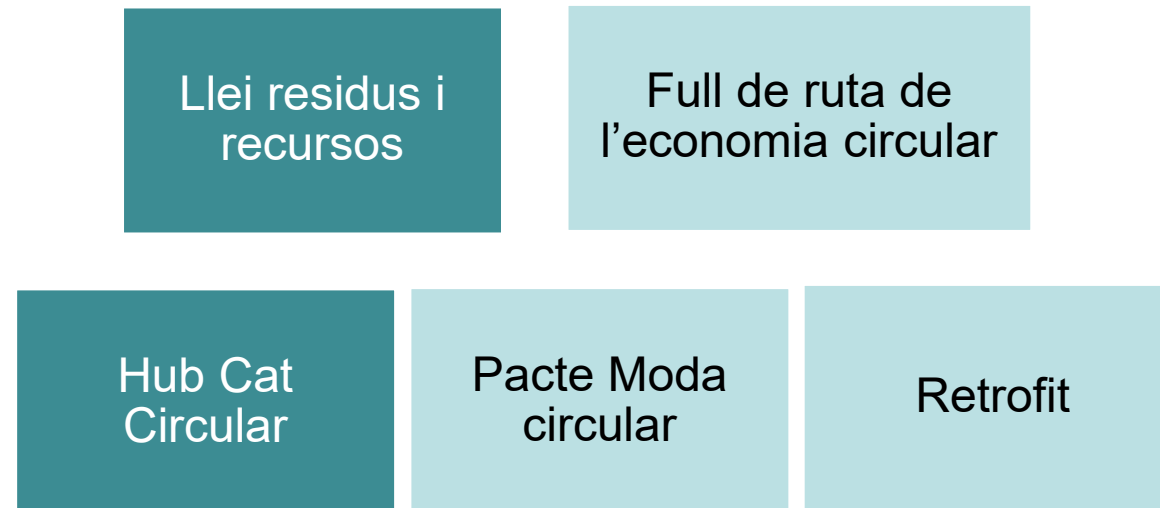 Llei residus i
recursos
Full de ruta de
l’economia circular
Hub Cat
Circular
Pacte Moda
circular
Retrofit